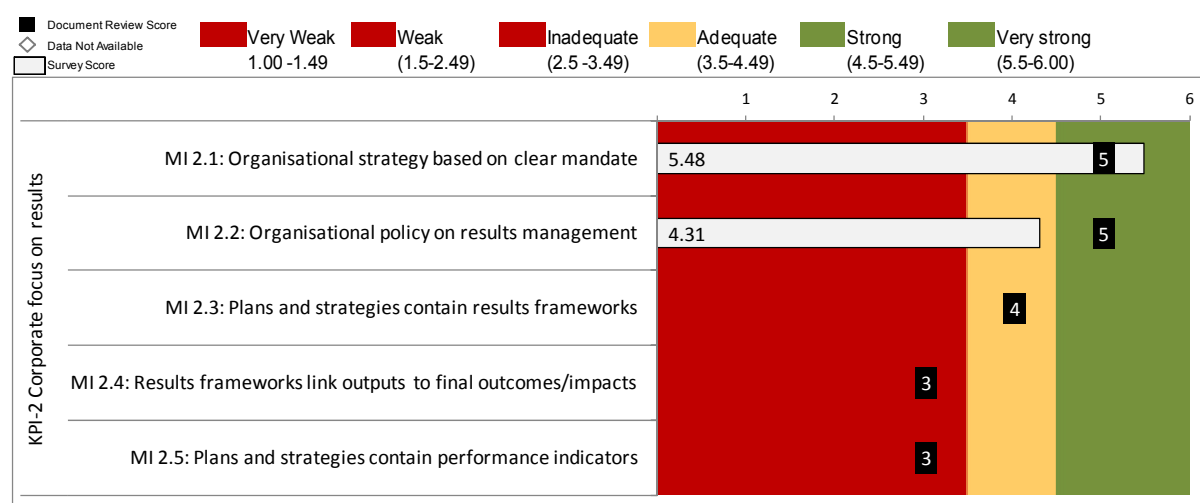 Document Review Score
Data Not Available
Survey Score
Very Weak
1.00 -1.49
Weak
(1.5-2.49)
Inadequate
(2.5 -3.49)
Adequate
(3.5-4.49)
Strong
(4.5-5.49)
Very strong
(5.5-6.00)
1 2 3 4 5 6
KPI-2 Corporate focus on results
MI 2.1: Organisational strategy based on clear mandate 5.48 5
MI 2.2: Organisational policy on results management 4.31 5
MI 2.3: Plans and strategies contain results frameworks 4
MI 2.4: Results frameworks link outputs to final outcomes/impacts 3
MI 2.5: Plans and strategies contain performance indicators 3